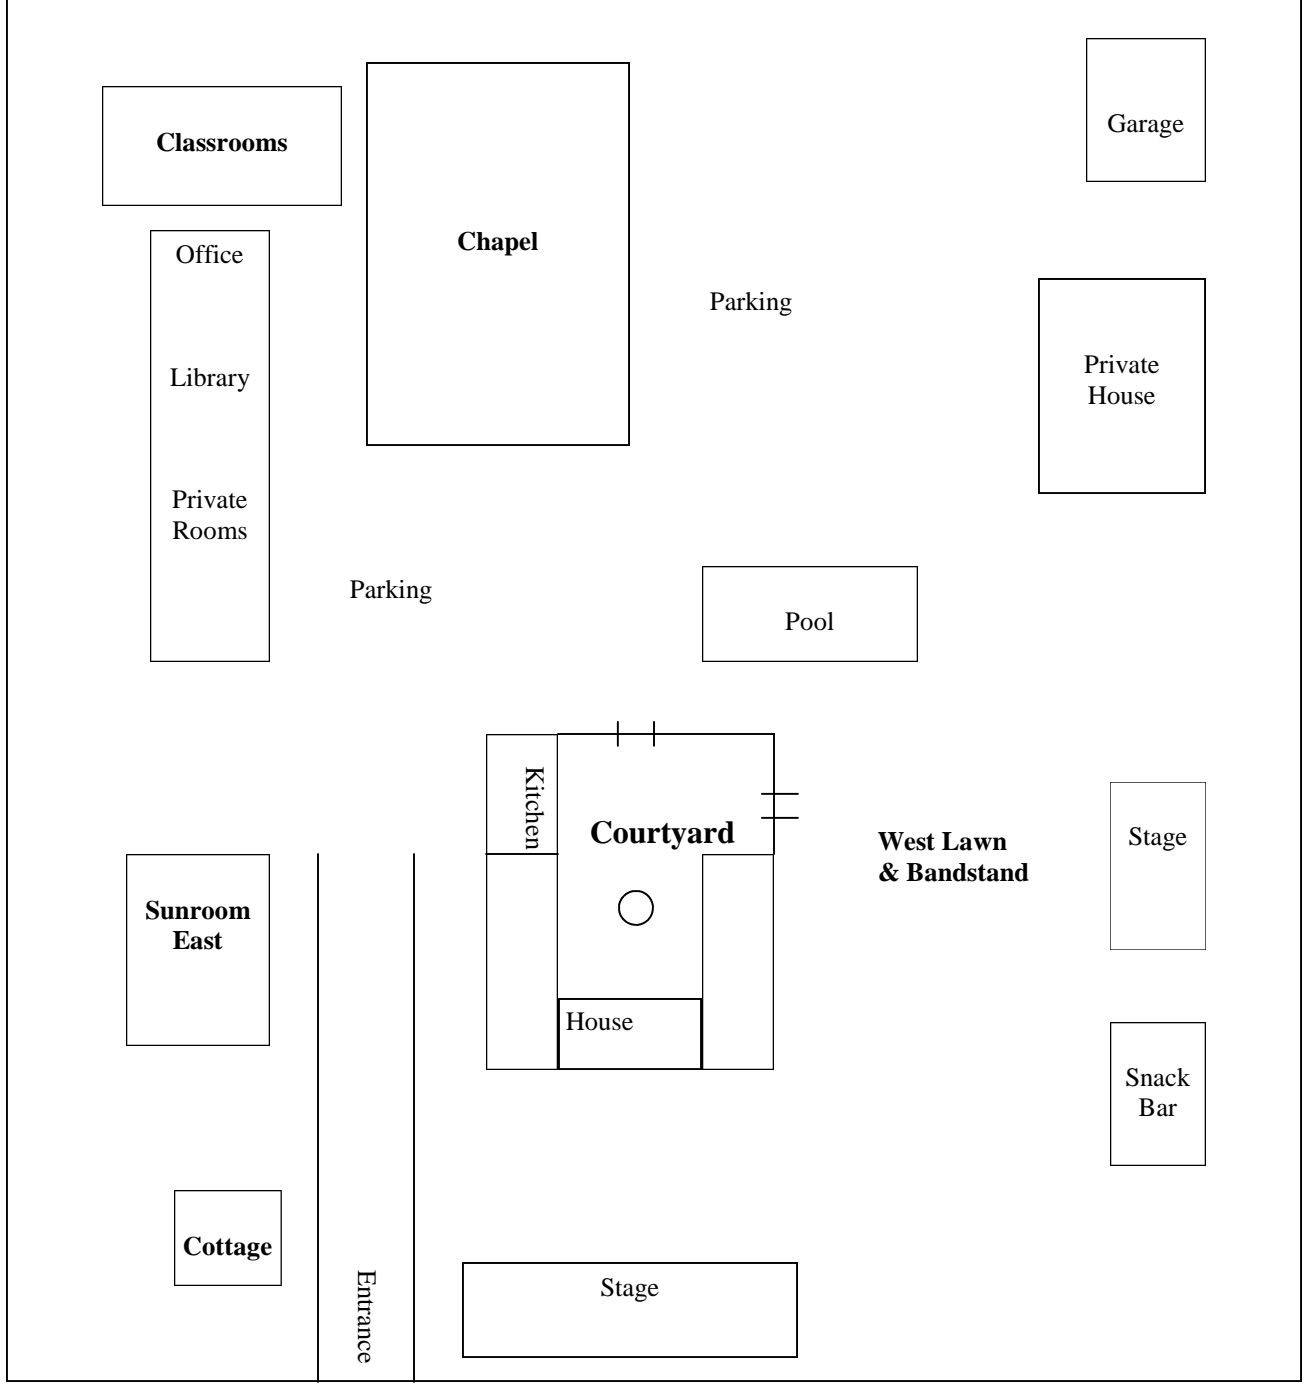 Garage
Classrooms
Chapel
Office
Parking
Library
Private
House
Private
Rooms
Parking
Pool
Kitchen
Courtyard
West Lawn
& Bandstand
Stage
Sunroom
East
House
Snack
Bar
Cottage
Entrance
Stage